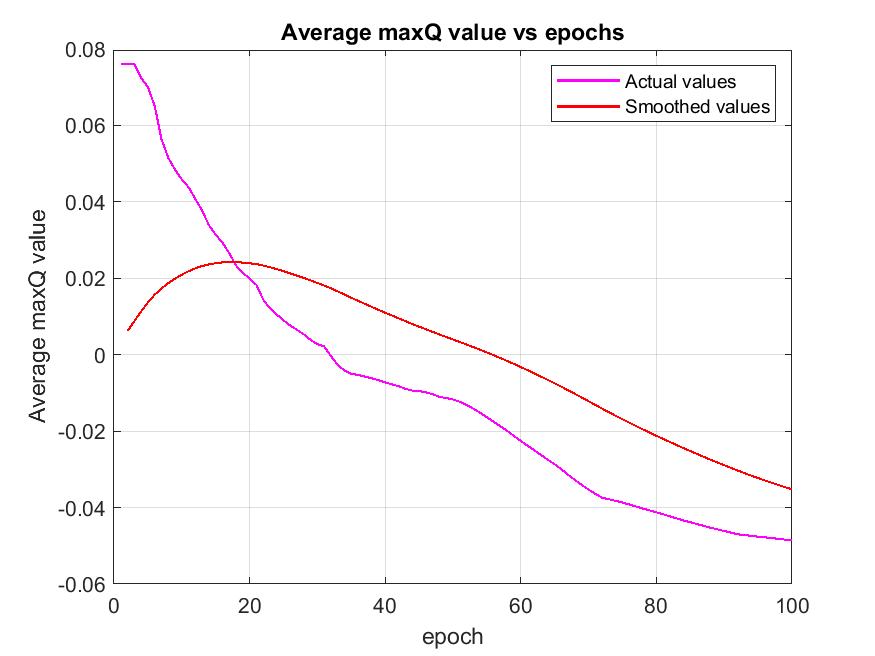 Average maxQ value vs epochs
Actual values
Smoothed values
Average maxQ value
0.08
0.06
0.04
0.02
0
-0.02
-0.04
-0.06
0 20 40 60 80 100
epoch